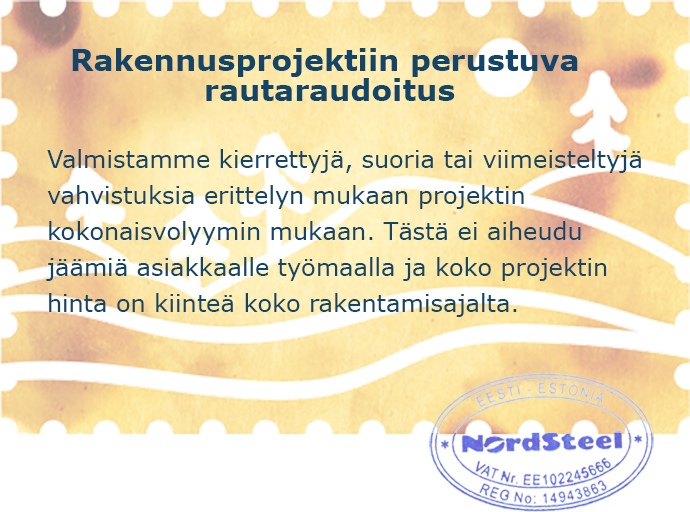 Rakennusprojektiin perustuva
rautaraudoitus
Valmistamme kierrettyjä, suoria tai viimeisteltyjä
vahvistuksia erittelyn mukaan projektin
kokonaisvolyymin mukaan. Tästä ei aiheudu
jäämiä asiakkaalle työmaalla ja koko projektin
hinta on kiinteä koko rakentamisajalta.
EESTI - ESTONIA
* NordSteel *
VAT Nr. EE102245666
REG No: 14943863